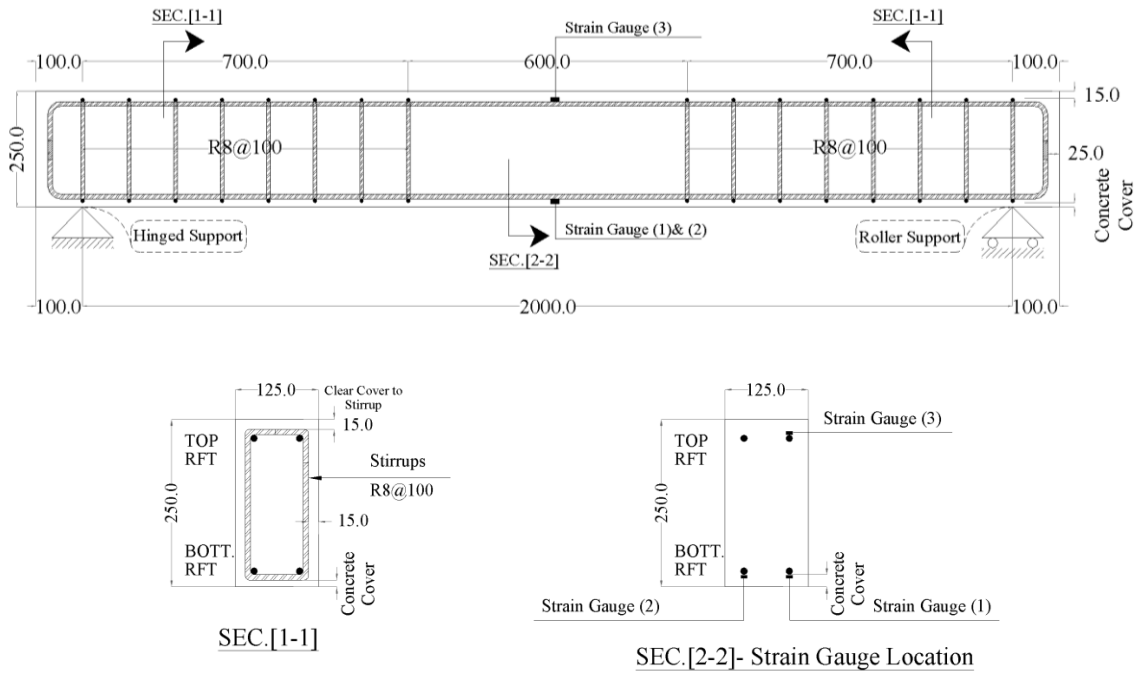 SEC.[1-1]
SEC.[1-1]
Strain Gauge (3)
100.0
700.0
600.0
700.0
100.0
15.0
250.0
R8@100
R8@100
25.0
Concrete
Cover
Hinged Support
Strain Gauge (1)& (2)
Roller Support
SEC.[2-2]
100.0
2000.0
100.0
125.0
Clear Cover to
Stirrup
15.0
TOP
RFT
Stirrups
R8@100
250.0
15.0
BOTT.
RFT
Concrete
Cover
SEC.[1-1]
125.0
Strain Gauge (3)
TOP
RFT
250.0
BOTT.
RFT
Concrete
Cover
Strain Gauge (2)
Strain Gauge (1)
SEC.[2-2]- Strain Gauge Location